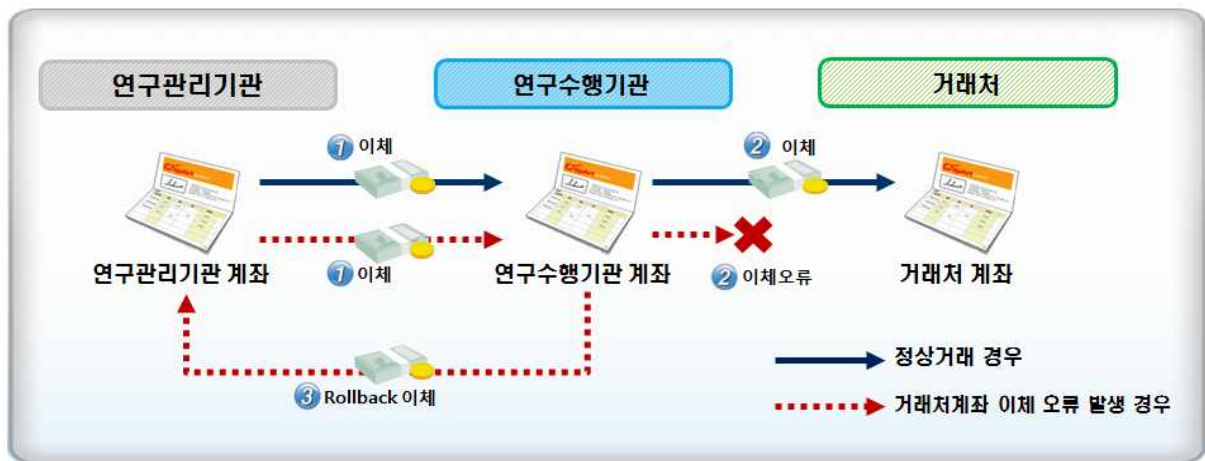 연구관리기관
연구수행기관
거래처
1 이체
2 이체
1 이체
2 이체오류
연구관리기관 계좌
연구수행기관 계좌
거래처 계좌
3 Rollback 이체
정상거래 경우
거래처계좌 이체 오류 발생 경우